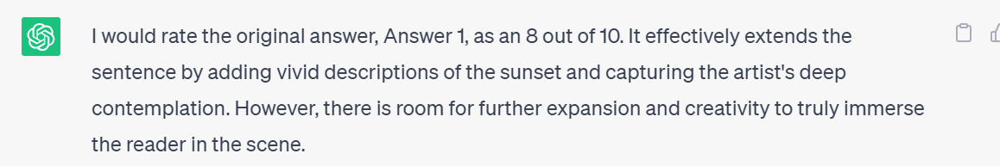 I would rate the original answer, Answer 1, as an 8 out of 10. It effectively extends the
sentence by adding vivid descriptions of the sunset and capturing the artist's deep
contemplation. However, there is room for further expansion and creativity to truly immerse
the reader in the scene.